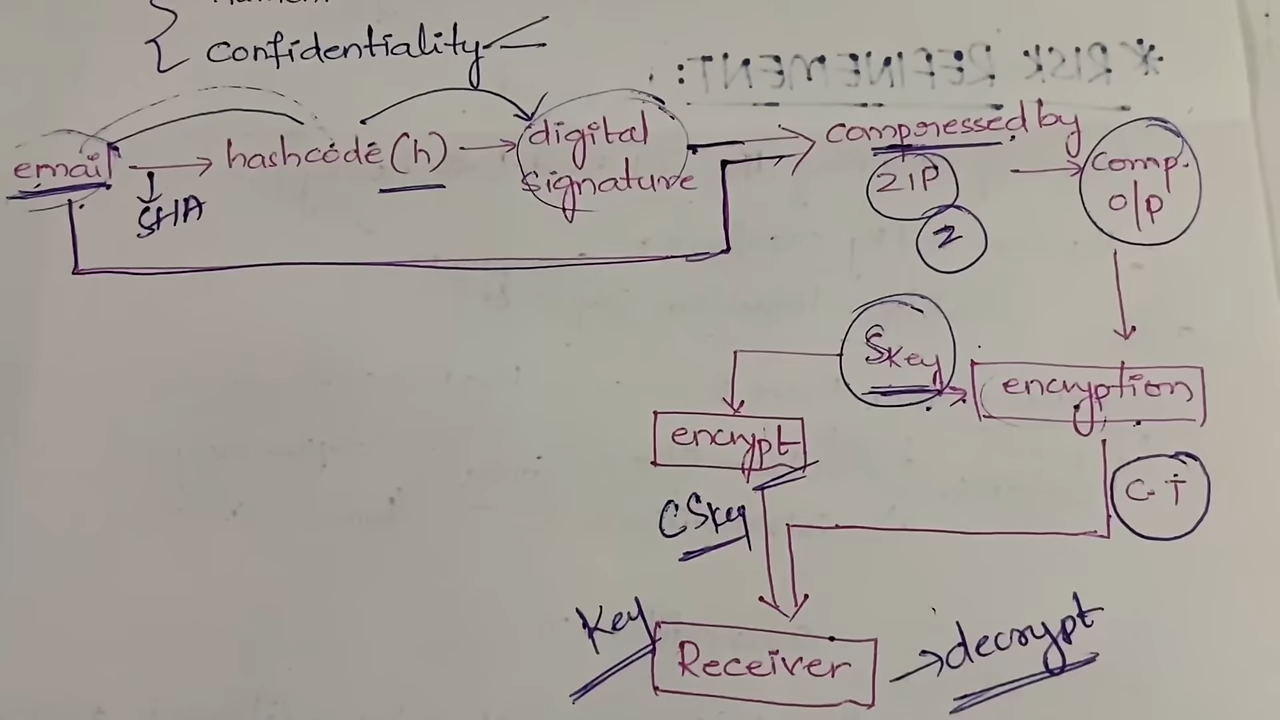 Confidentiality
* RISK REFINEMENT:
email → hashcode (h) → digital signature
compressed by
ZIP
Comp. O/P
SHA
Z
Skey
encryption
encrypt
C.T
CSkey
Key
Receiver → decrypt